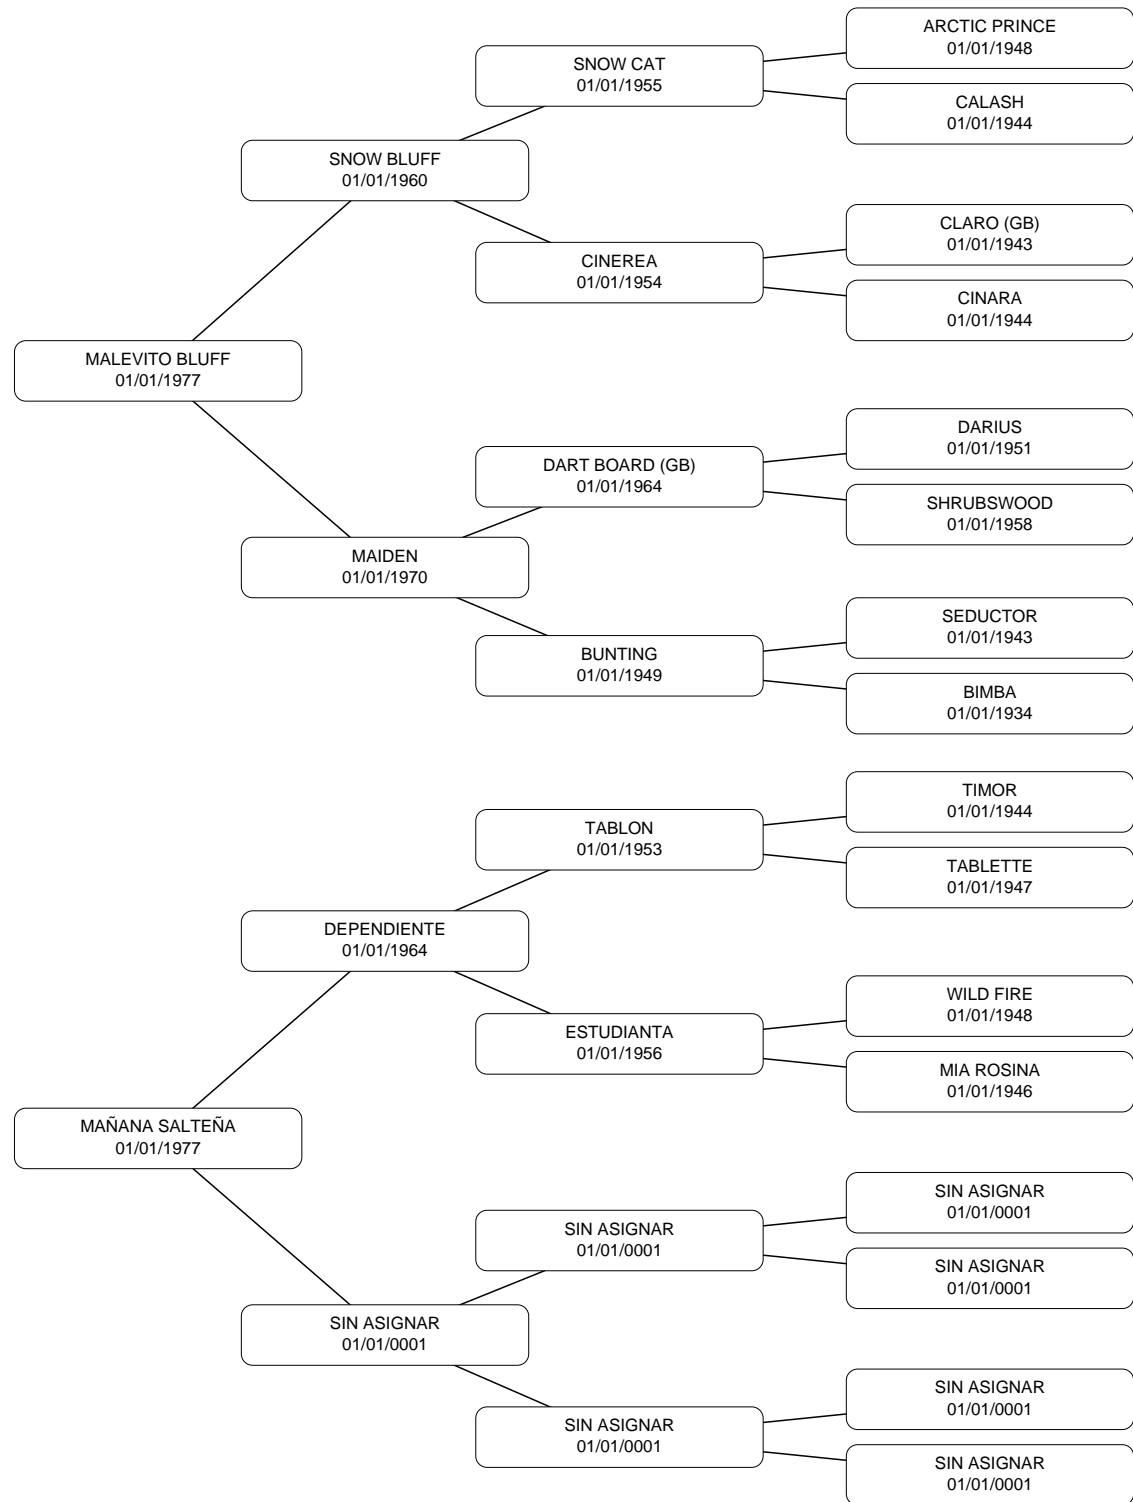 ARCTIC PRINCE
01/01/1948
SNOW CAT
01/01/1955
CALASH
01/01/1944
SNOW BLUFF
01/01/1960
CLARO (GB)
01/01/1943
CINEREA
01/01/1954
CINARA
01/01/1944
MALEVITO BLUFF
01/01/1977
DARIUS
01/01/1951
DART BOARD (GB)
01/01/1964
SHRUBSWOOD
01/01/1958
MAIDEN
01/01/1970
SEDUCTOR
01/01/1943
BUNTING
01/01/1949
BIMBA
01/01/1934
TIMOR
01/01/1944
TABLON
01/01/1953
TABLETTE
01/01/1947
DEPENDIENTE
01/01/1964
WILD FIRE
01/01/1948
ESTUDIANTA
01/01/1956
MIA ROSINA
01/01/1946
MAÑANA SALTEÑA
01/01/1977
SIN ASIGNAR
01/01/0001
SIN ASIGNAR
01/01/0001
SIN ASIGNAR
01/01/0001
SIN ASIGNAR
01/01/0001
SIN ASIGNAR
01/01/0001
SIN ASIGNAR
01/01/0001
SIN ASIGNAR
01/01/0001